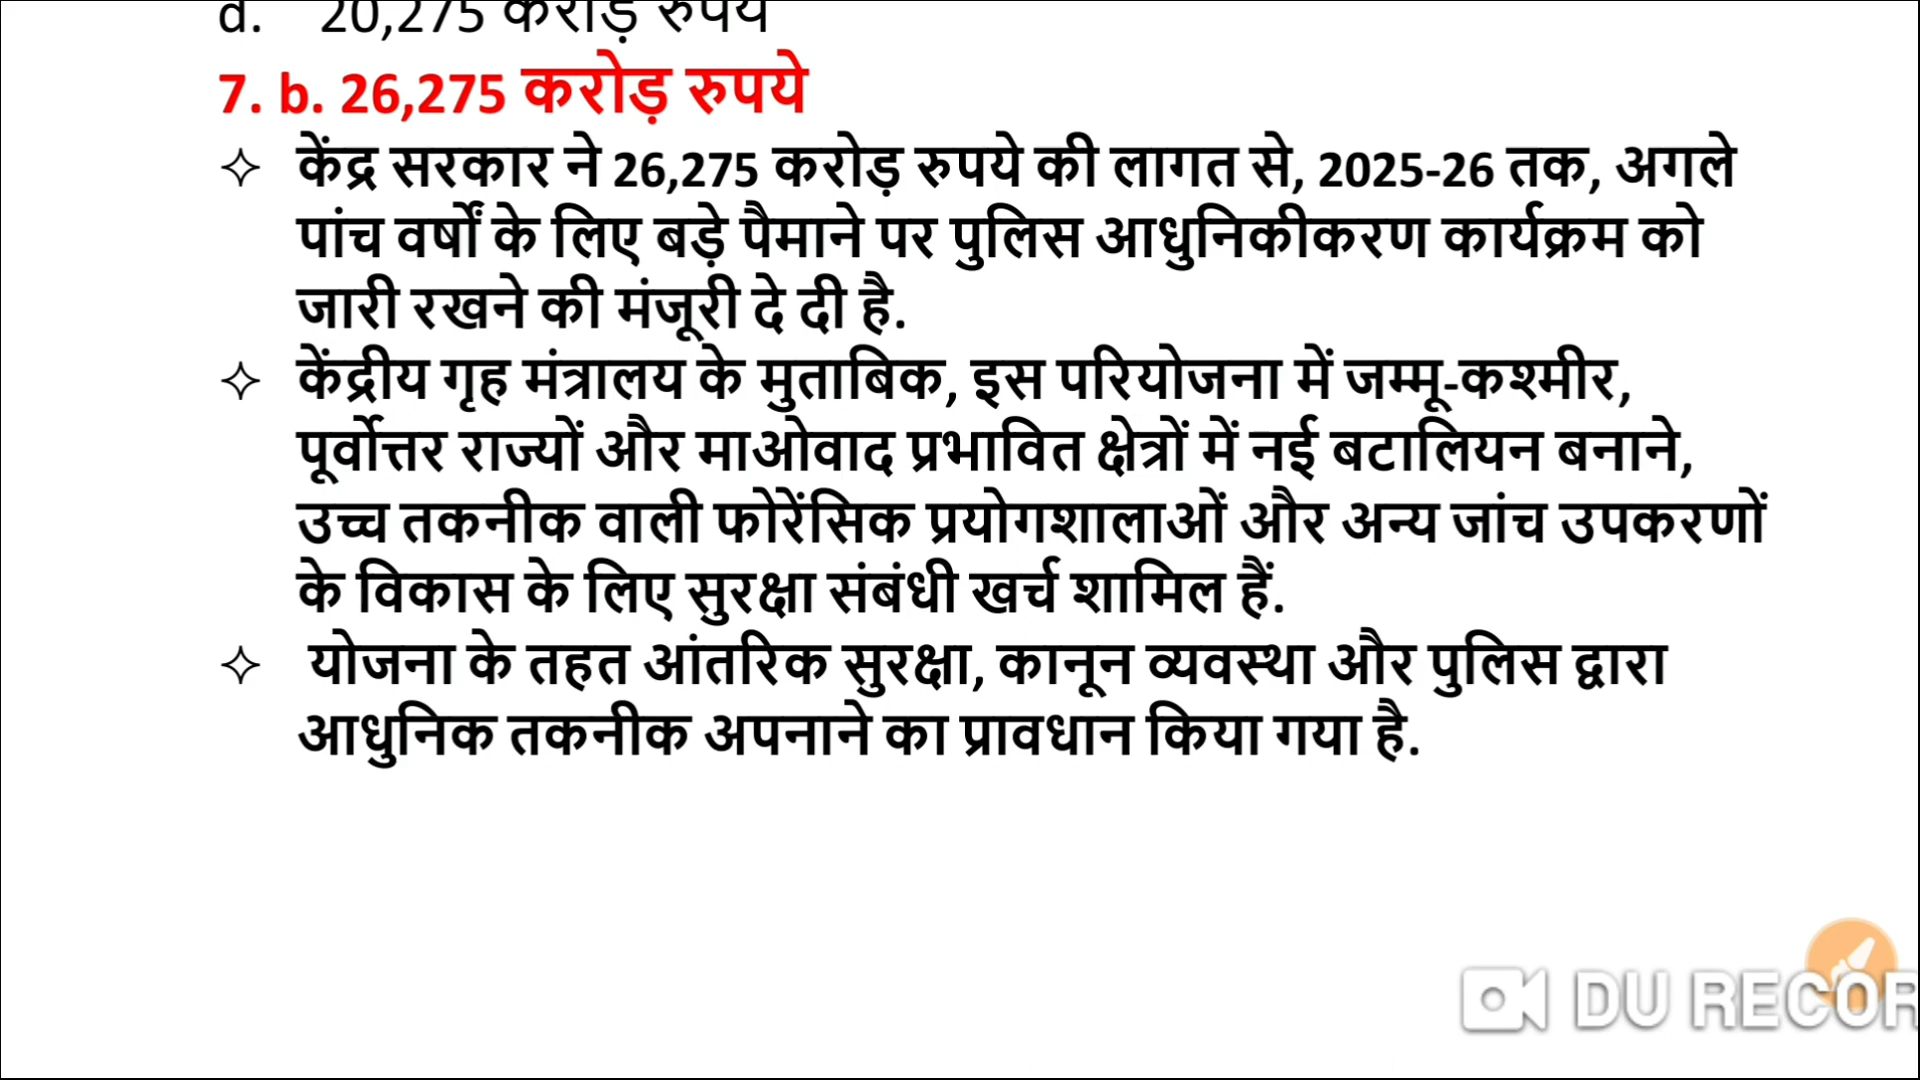 d. 20,275 करोड़ रुपये
7. b. 26,275 करोड़ रुपये
✧ केंद्र सरकार ने 26,275 करोड़ रुपये की लागत से, 2025-26 तक, अगले
पांच वर्षों के लिए बड़े पैमाने पर पुलिस आधुनिकीकरण कार्यक्रम को
जारी रखने की मंजूरी दे दी है.
✧ केंद्रीय गृह मंत्रालय के मुताबिक, इस परियोजना में जम्मू-कश्मीर,
पूर्वोत्तर राज्यों और माओवाद प्रभावित क्षेत्रों में नई बटालियन बनाने,
उच्च तकनीक वाली फोरेंसिक प्रयोगशालाओं और अन्य जांच उपकरणों
के विकास के लिए सुरक्षा संबंधी खर्च शामिल हैं.
✧ योजना के तहत आंतरिक सुरक्षा, कानून व्यवस्था और पुलिस द्वारा
आधुनिक तकनीक अपनाने का प्रावधान किया गया है.
DU RECOR